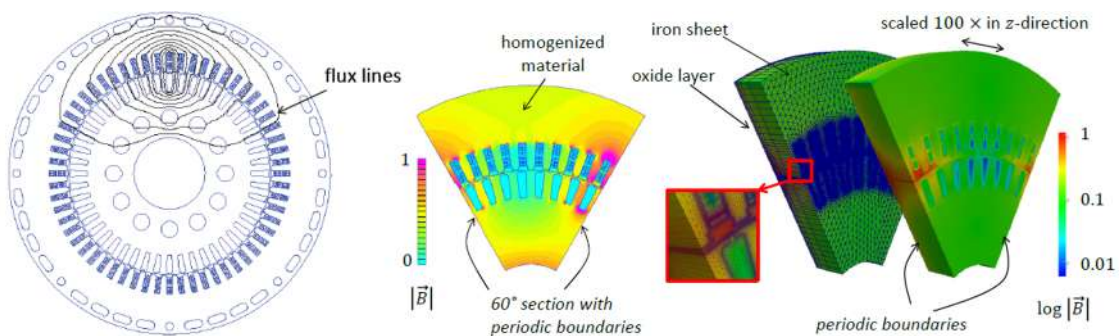 flux lines
homogenized
material
1
0
|B⃗|
60° section with
periodic boundaries
iron sheet
oxide layer
scaled 100 × in z-direction
1
0.1
0.01
log |B⃗|
periodic boundaries